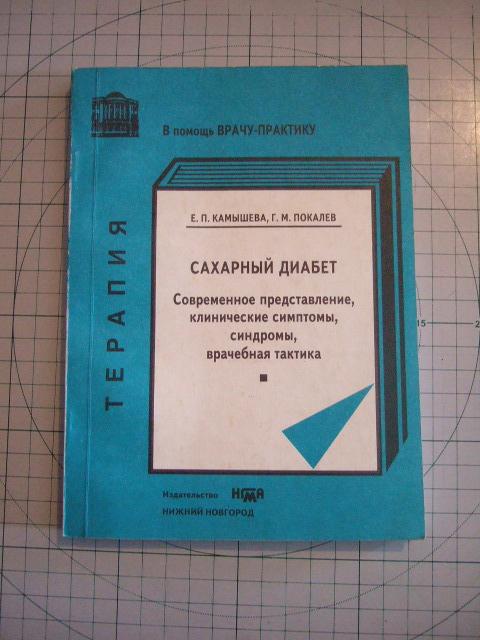 В помощь ВРАЧУ-ПРАКТИКУ
ТЕРАПИЯ
Е. П. КАМЫШЕВА, Г. М. ПОКАЛЕВ
САХАРНЫЙ ДИАБЕТ
Современное представление,
клинические симптомы,
синдромы,
врачебная тактика
Издательство НГМА
НИЖНИЙ НОВГОРОД
15